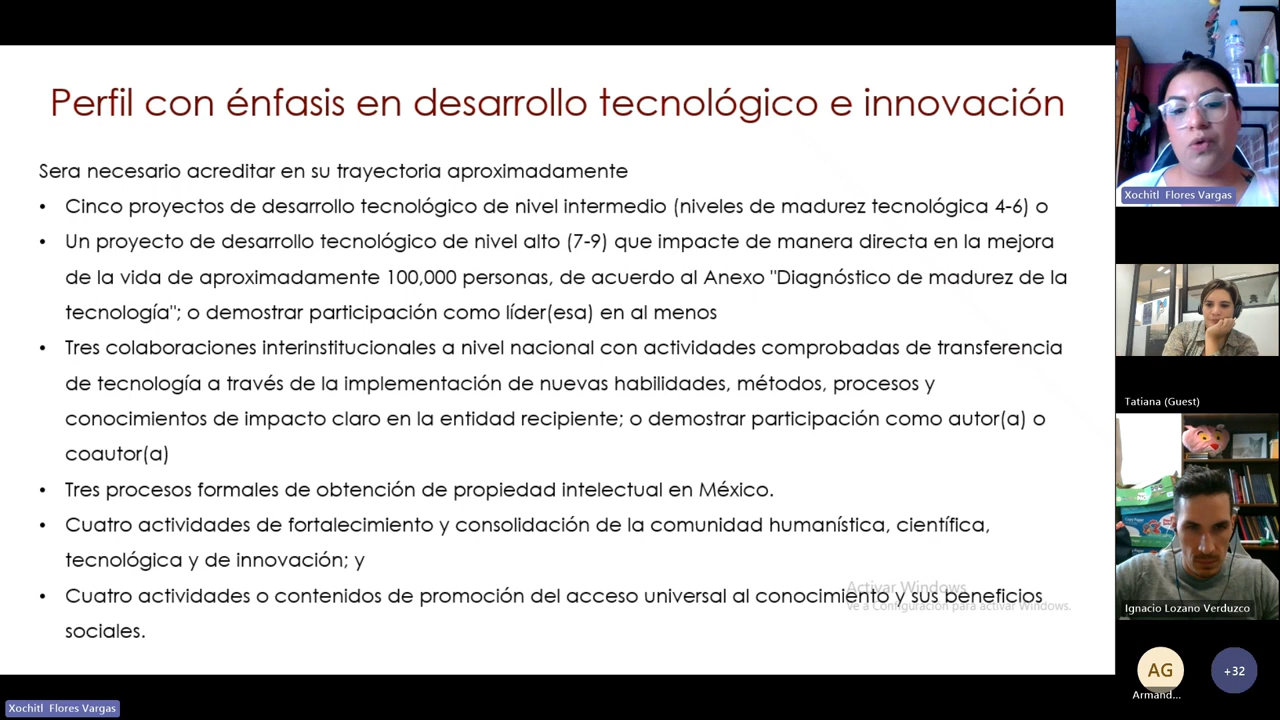 Perfil con énfasis en desarrollo tecnológico e innovación
Sera necesario acreditar en su trayectoria aproximadamente
• Cinco proyectos de desarrollo tecnológico de nivel intermedio (niveles de madurez tecnológica 4-6) o
• Un proyecto de desarrollo tecnológico de nivel alto (7-9) que impacte de manera directa en la mejora
de la vida de aproximadamente 100,000 personas, de acuerdo al Anexo "Diagnóstico de madurez de la
tecnología"; o demostrar participación como líder(esa) en al menos
• Tres colaboraciones interinstitucionales a nivel nacional con actividades comprobadas de transferencia
de tecnología a través de la implementación de nuevas habilidades, métodos, procesos y
conocimientos de impacto claro en la entidad recipiente; o demostrar participación como autor(a) o
coautor(a)
• Tres procesos formales de obtención de propiedad intelectual en México.
• Cuatro actividades de fortalecimiento y consolidación de la comunidad humanística, científica,
tecnológica y de innovación; y
• Cuatro actividades o contenidos de promoción del acceso universal al conocimiento y sus beneficios
sociales.
Activar Windows
Ve a Configuración para activar Windows.
Xochitl Flores Vargas
Tatiana (Guest)
Ignacio Lozano Verduzco
AG
+32
Armand...
Xochitl Flores Vargas